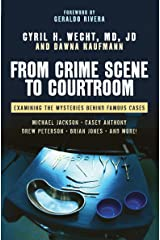 FOREWORD by
GERALDO RIVERA
CYRIL H. WECHT, MD, JD
AND DAWNA KAUFMANN
FROM CRIME SCENE
TO COURTROOM
EXAMINING THE MYSTERIES BEHIND FAMOUS CASES
MICHAEL JACKSON • CASEY ANTHONY
DREW PETERSON • BRIAN JONES • AND MORE!